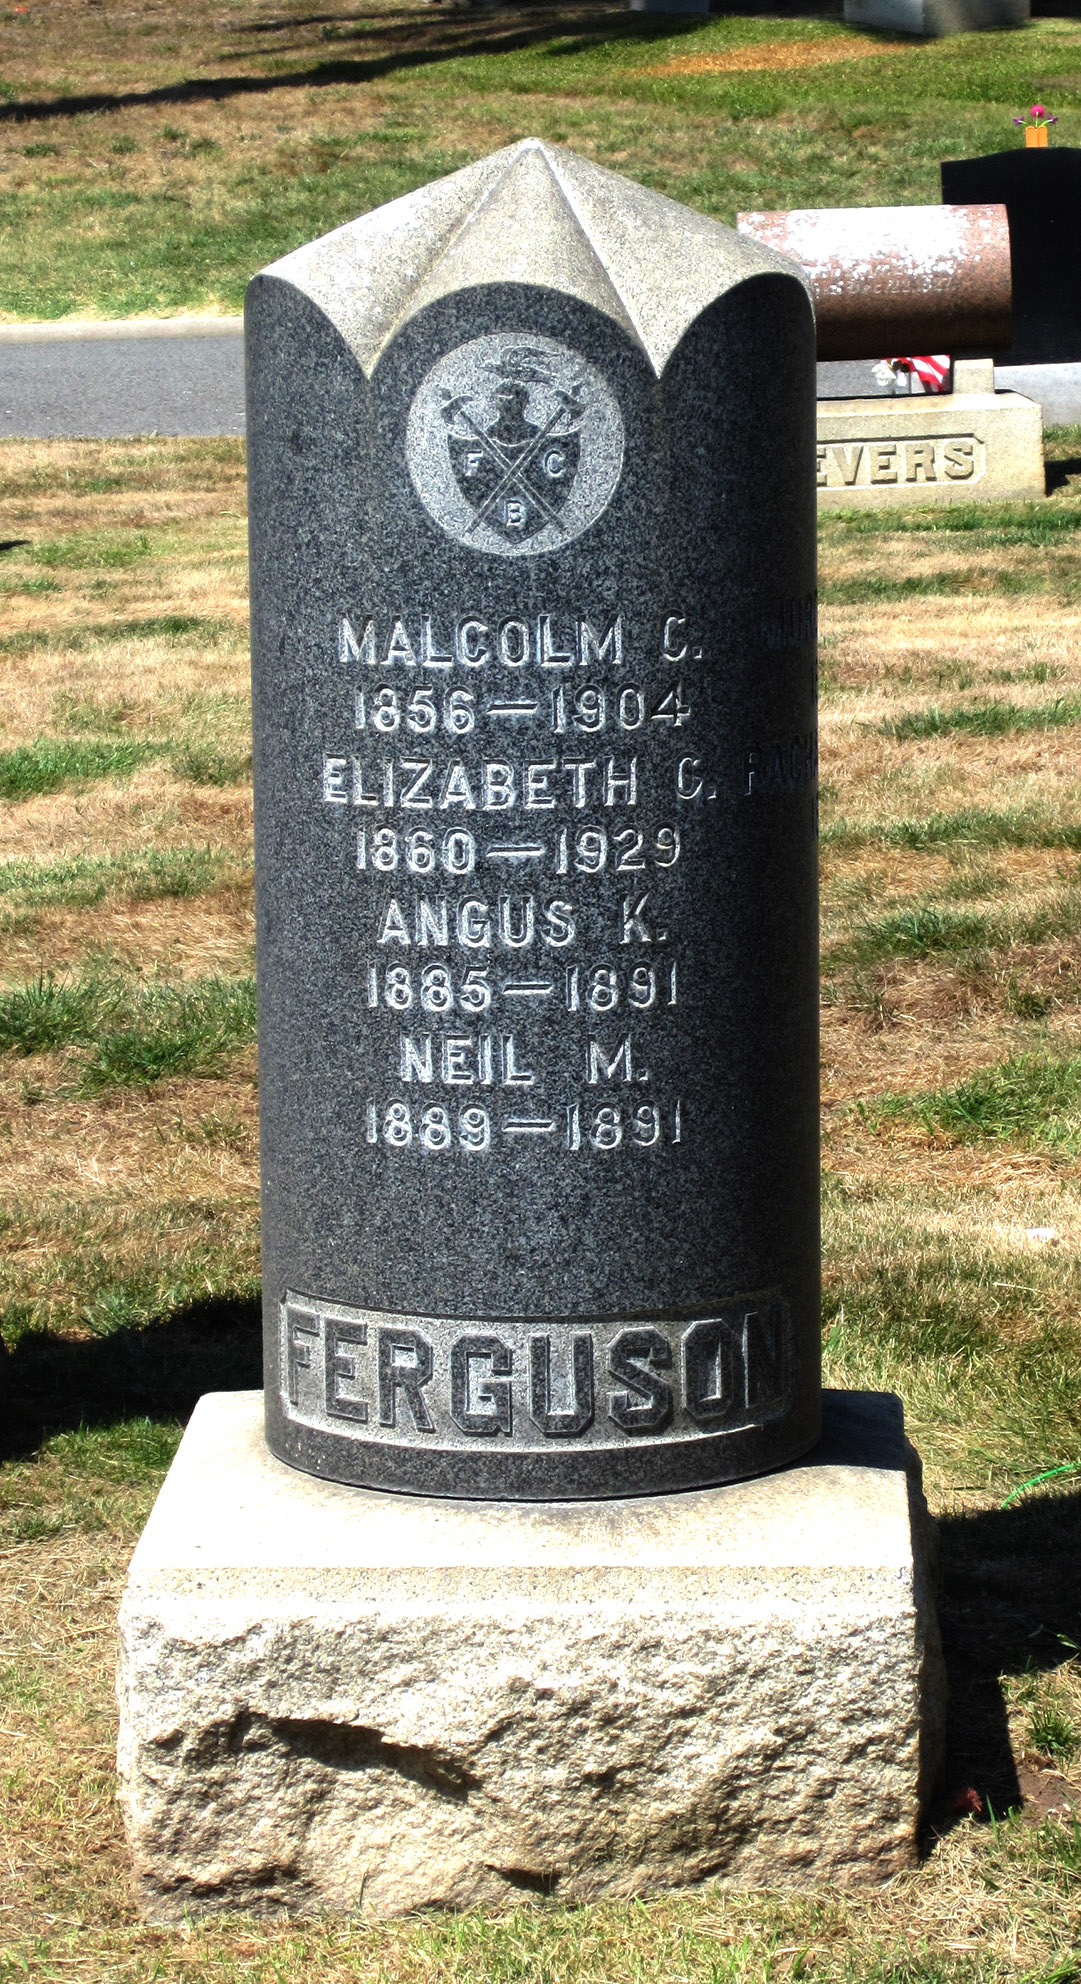 F C
B
MALCOLM C.
1856—1904
ELIZABETH C.
1860—1929
ANGUS K.
1885—1891
NEIL M.
1889—1891
FERGUSON
EVERS